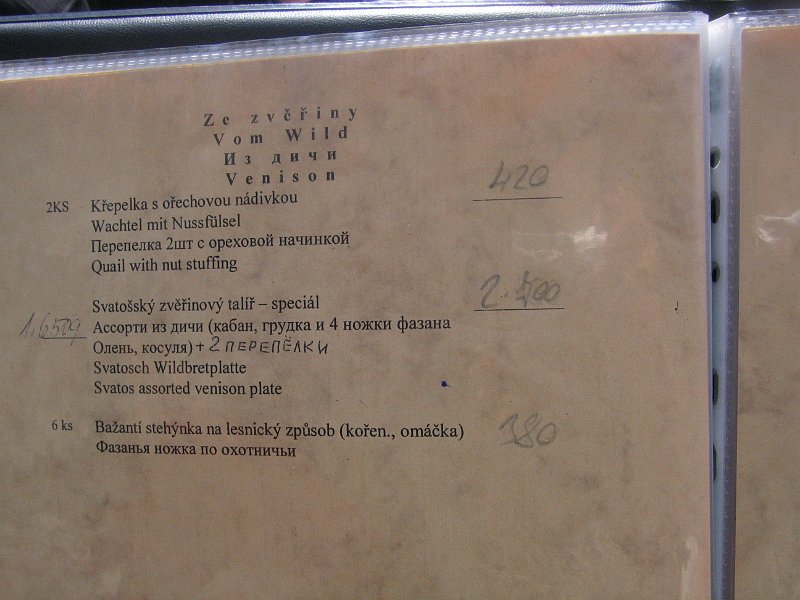 Ze zvěřiny
Vom Wild
Из дичи
Venison
420
2KS Křepelka s ořechovou nádivkou
Wachtel mit Nussfülsel
Перепелка 2шт с ореховой начинкой
Quail with nut stuffing
Svatošský zvěřinový talíř – speciál
1,650g Ассорти из дичи (кабан, грудка и 4 ножки фазана
Олень, косуля) + 2 ПЕРЕПЁЛКИ
Svatosch Wildbretplatte
Svatos assorted venison plate
6 ks Bažantí stehýnka na lesnický způsob (kořen., omáčka) 380
Фазанья ножка по охотничьи